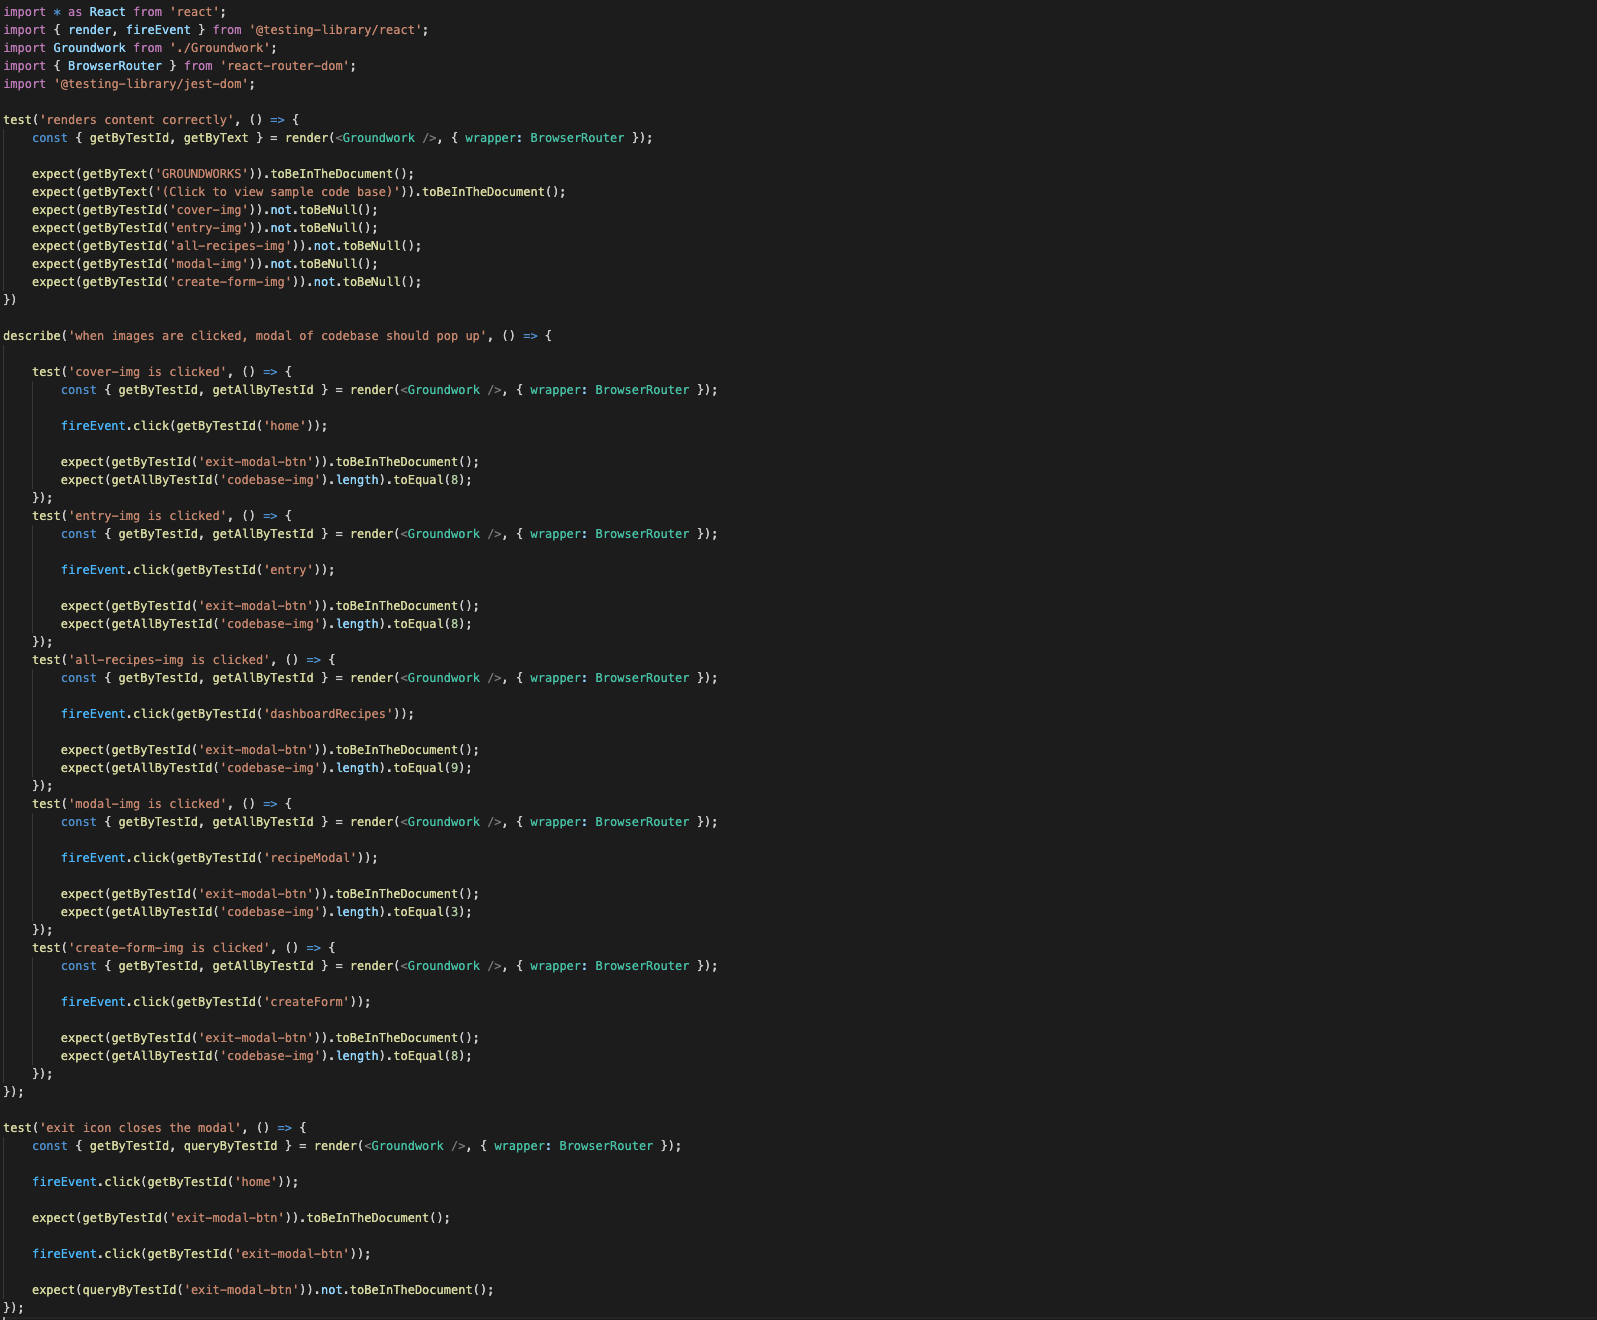 import * as React from 'react';
import { render, fireEvent } from '@testing-library/react';
import Groundwork from './Groundwork';
import { BrowserRouter } from 'react-router-dom';
import '@testing-library/jest-dom';

test('renders content correctly', () => {
    const { getByTestId, getByText } = render(<Groundwork />, { wrapper: BrowserRouter });

    expect(getByText('GROUNDWORKS')).toBeInTheDocument();
    expect(getByText('(Click to view sample code base)')).toBeInTheDocument();
    expect(getByTestId('cover-img')).not.toBeNull();
    expect(getByTestId('entry-img')).not.toBeNull();
    expect(getByTestId('all-recipes-img')).not.toBeNull();
    expect(getByTestId('modal-img')).not.toBeNull();
    expect(getByTestId('create-form-img')).not.toBeNull();
})

describe('when images are clicked, modal of codebase should pop up', () => {

    test('cover-img is clicked', () => {
        const { getByTestId, getAllByTestId } = render(<Groundwork />, { wrapper: BrowserRouter });

        fireEvent.click(getByTestId('home'));

        expect(getByTestId('exit-modal-btn')).toBeInTheDocument();
        expect(getAllByTestId('codebase-img').length).toEqual(8);
    });
    test('entry-img is clicked', () => {
        const { getByTestId, getAllByTestId } = render(<Groundwork />, { wrapper: BrowserRouter });

        fireEvent.click(getByTestId('entry'));

        expect(getByTestId('exit-modal-btn')).toBeInTheDocument();
        expect(getAllByTestId('codebase-img').length).toEqual(8);
    });
    test('all-recipes-img is clicked', () => {
        const { getByTestId, getAllByTestId } = render(<Groundwork />, { wrapper: BrowserRouter });

        fireEvent.click(getByTestId('dashboardRecipes'));

        expect(getByTestId('exit-modal-btn')).toBeInTheDocument();
        expect(getAllByTestId('codebase-img').length).toEqual(9);
    });
    test('modal-img is clicked', () => {
        const { getByTestId, getAllByTestId } = render(<Groundwork />, { wrapper: BrowserRouter });

        fireEvent.click(getByTestId('recipeModal'));

        expect(getByTestId('exit-modal-btn')).toBeInTheDocument();
        expect(getAllByTestId('codebase-img').length).toEqual(3);
    });
    test('create-form-img is clicked', () => {
        const { getByTestId, getAllByTestId } = render(<Groundwork />, { wrapper: BrowserRouter });

        fireEvent.click(getByTestId('createForm'));

        expect(getByTestId('exit-modal-btn')).toBeInTheDocument();
        expect(getAllByTestId('codebase-img').length).toEqual(8);
    });
});

test('exit icon closes the modal', () => {
    const { getByTestId, queryByTestId } = render(<Groundwork />, { wrapper: BrowserRouter });

    fireEvent.click(getByTestId('home'));

    expect(getByTestId('exit-modal-btn')).toBeInTheDocument();

    fireEvent.click(getByTestId('exit-modal-btn'));

    expect(queryByTestId('exit-modal-btn')).not.toBeInTheDocument();
});